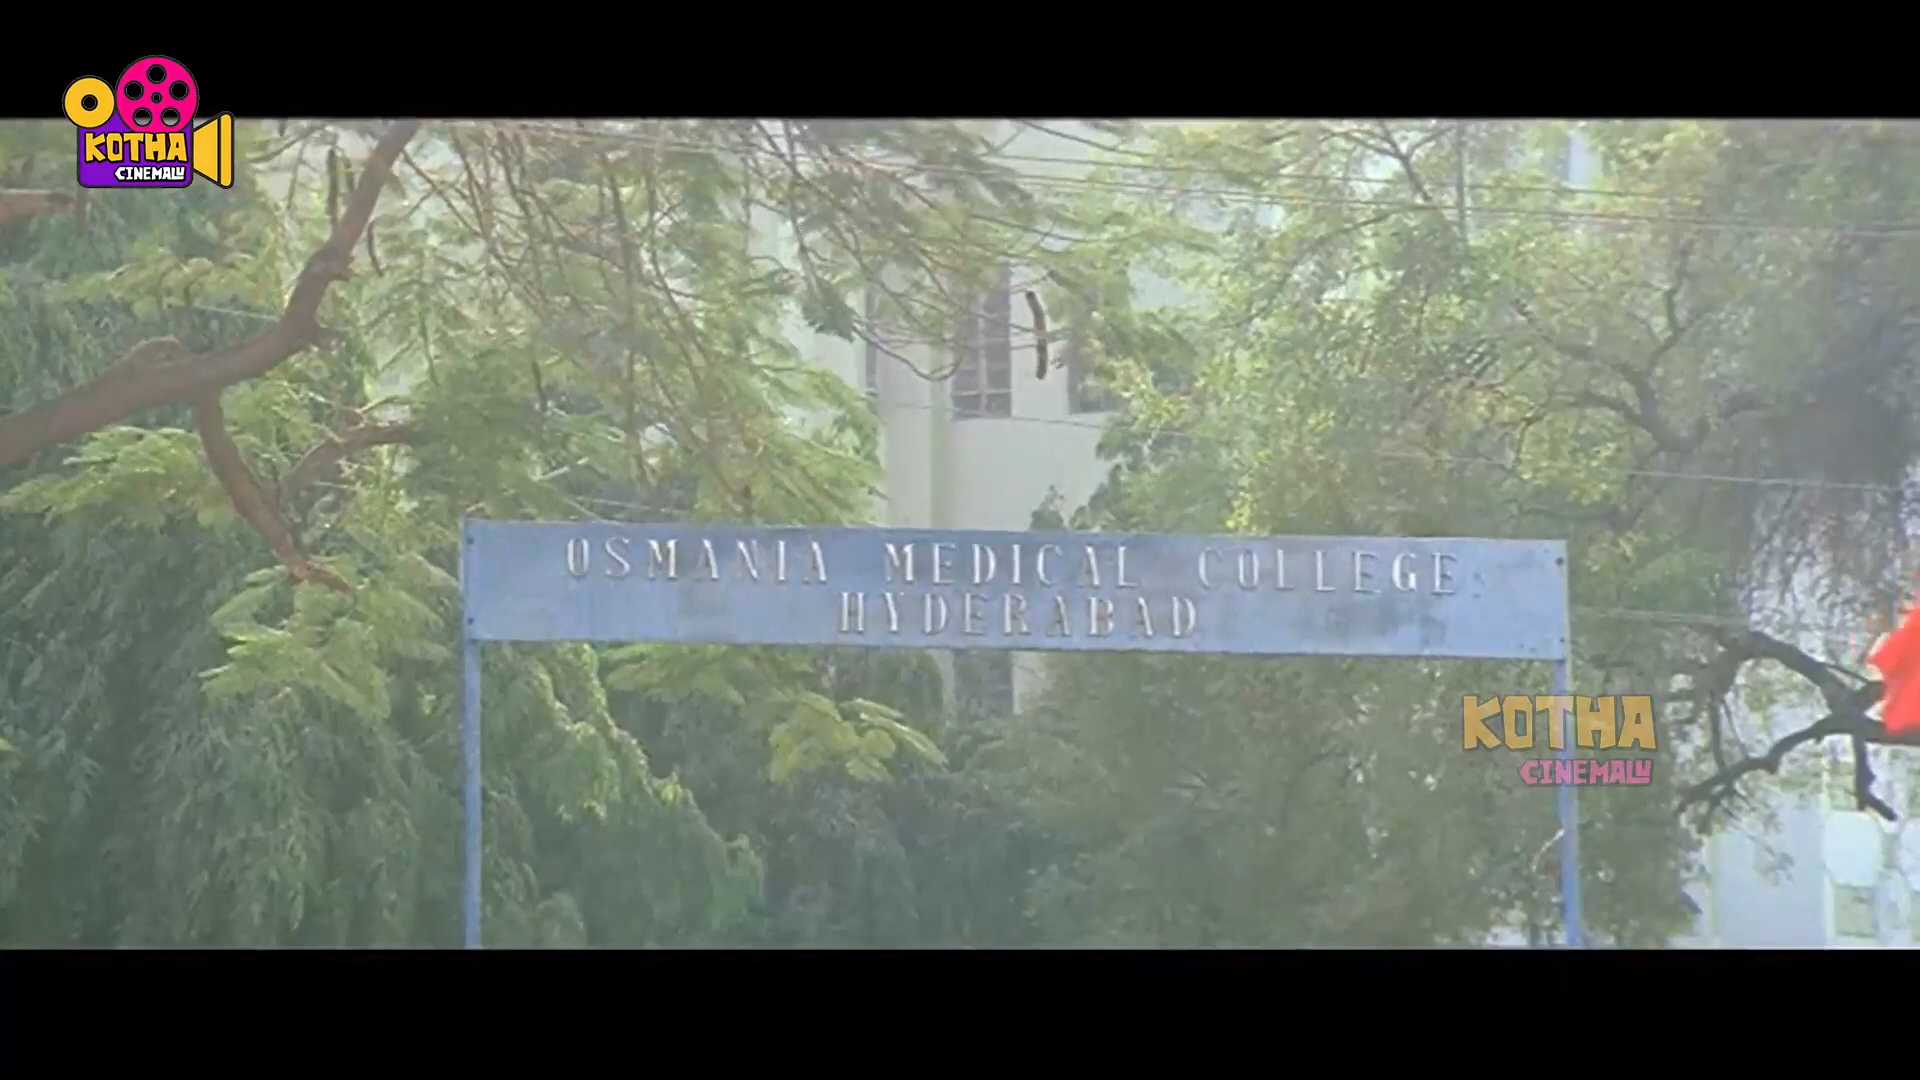 KOTHA
CINEMALU
OSMANIA MEDICAL COLLEGE
HYDERABAD
KOTHA
CINEMALU